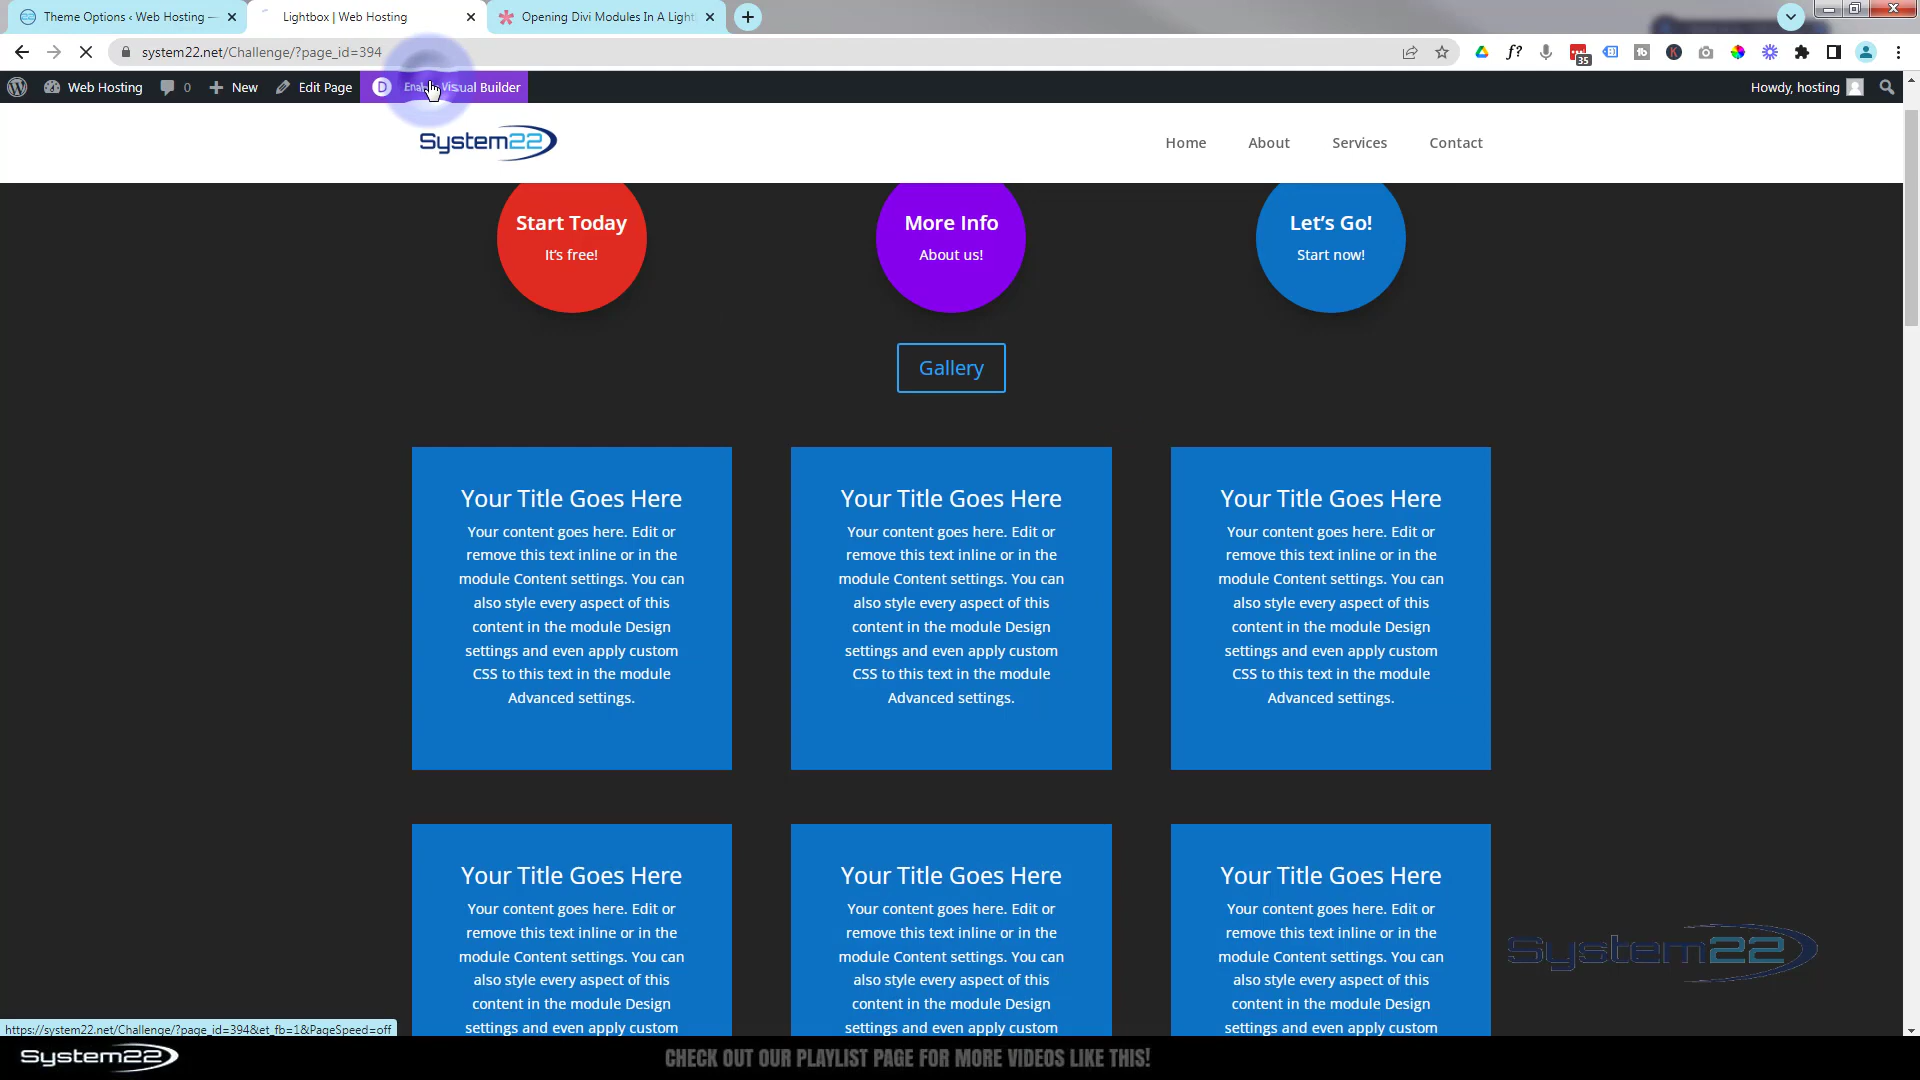 Theme Options ‹ Web Hosting —
Lightbox | Web Hosting
Opening Divi Modules In A Light
system22.net/Challenge/?page_id=394
35
Web Hosting
0
New
Edit Page
D
Visual Builder
Howdy, hosting
System22
Home
About
Services
Contact
Start Today
It's free!
More Info
About us!
Let's Go!
Start now!
Gallery
Your Title Goes Here
Your content goes here. Edit or
remove this text inline or in the
module Content settings. You can
also style every aspect of this
content in the module Design
settings and even apply custom
CSS to this text in the module
Advanced settings.
Your Title Goes Here
Your content goes here. Edit or
remove this text inline or in the
module Content settings. You can
also style every aspect of this
content in the module Design
settings and even apply custom
CSS to this text in the module
Advanced settings.
Your Title Goes Here
Your content goes here. Edit or
remove this text inline or in the
module Content settings. You can
also style every aspect of this
content in the module Design
settings and even apply custom
CSS to this text in the module
Advanced settings.
Your Title Goes Here
Your content goes here. Edit or
remove this text inline or in the
module Content settings. You can
also style every aspect of this
content in the module Design
settings and even apply custom
Your Title Goes Here
Your content goes here. Edit or
remove this text inline or in the
module Content settings. You can
also style every aspect of this
content in the module Design
settings and even apply custom
Your Title Goes Here
Your content goes here. Edit or
remove this text inline or in the
module Content settings. You can
also style every aspect of this
content in the module Design
settings and even apply custom
System22
https://system22.net/Challenge/?page_id=394&et_fb=1&PageSpeed=off
System22
CHECK OUT OUR PLAYLIST PAGE FOR MORE VIDEOS LIKE THIS!